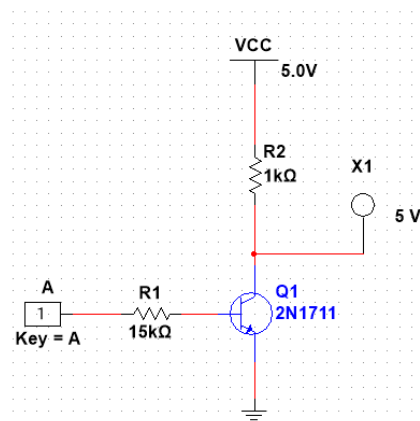 VCC
5.0V
R2
1kΩ
X1
5 V
A
1
Key = A
R1
15kΩ
Q1
2N1711